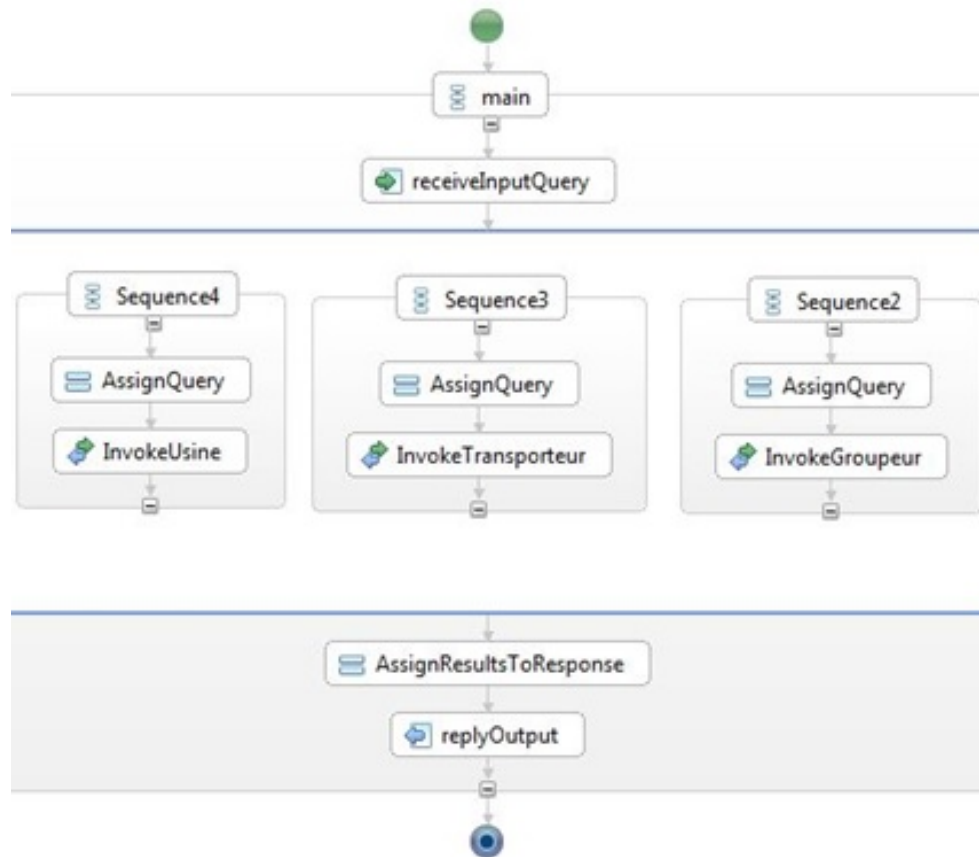 main
receiveInputQuery
Sequence4
Sequence3
Sequence2
AssignQuery
AssignQuery
AssignQuery
InvokeUsine
InvokeTransporteur
InvokeGroupeur
AssignResultsToResponse
replyOutput